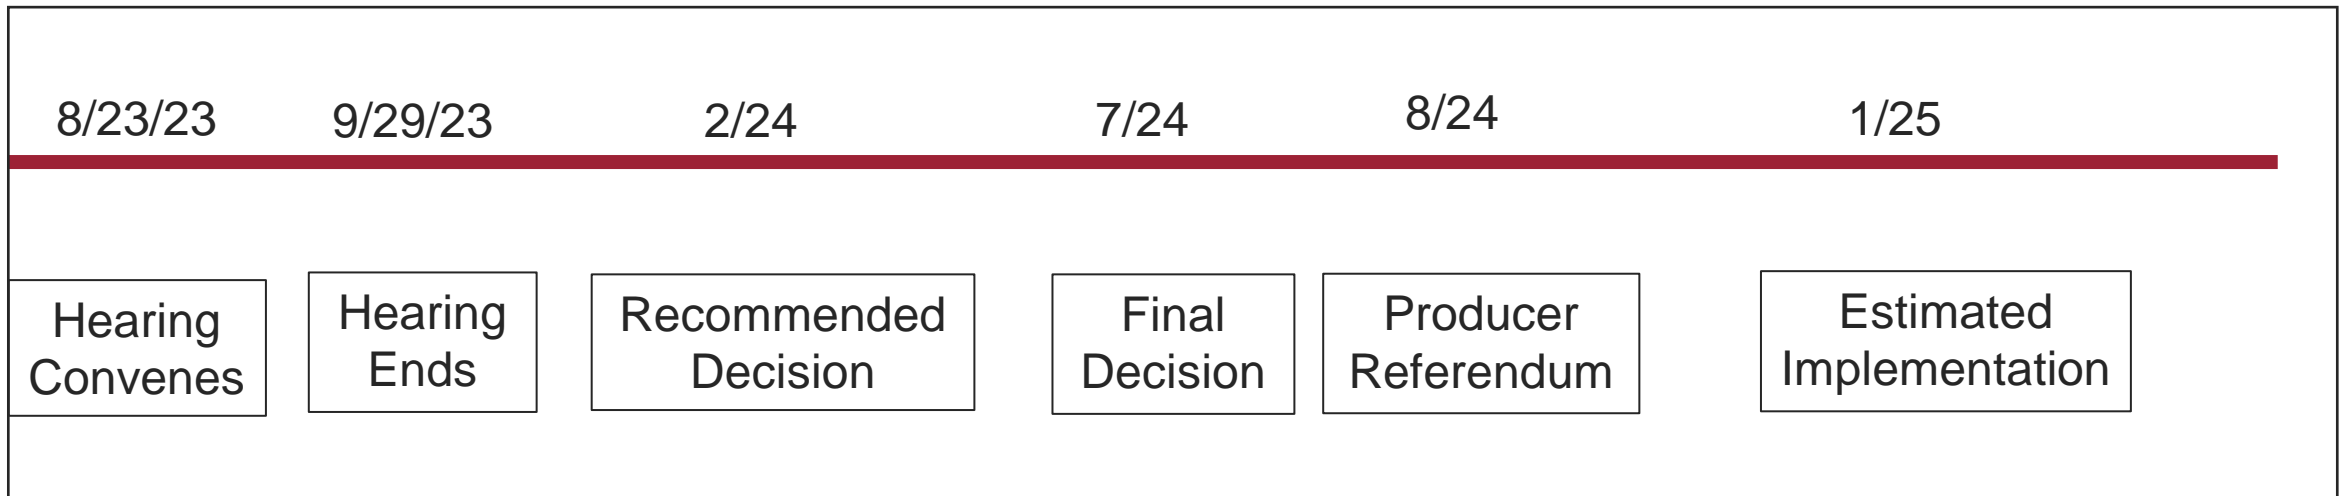 8/23/23
9/29/23
2/24
7/24
8/24
1/25
Hearing
Convenes
Hearing
Ends
Recommended
Decision
Final
Decision
Producer
Referendum
Estimated
Implementation